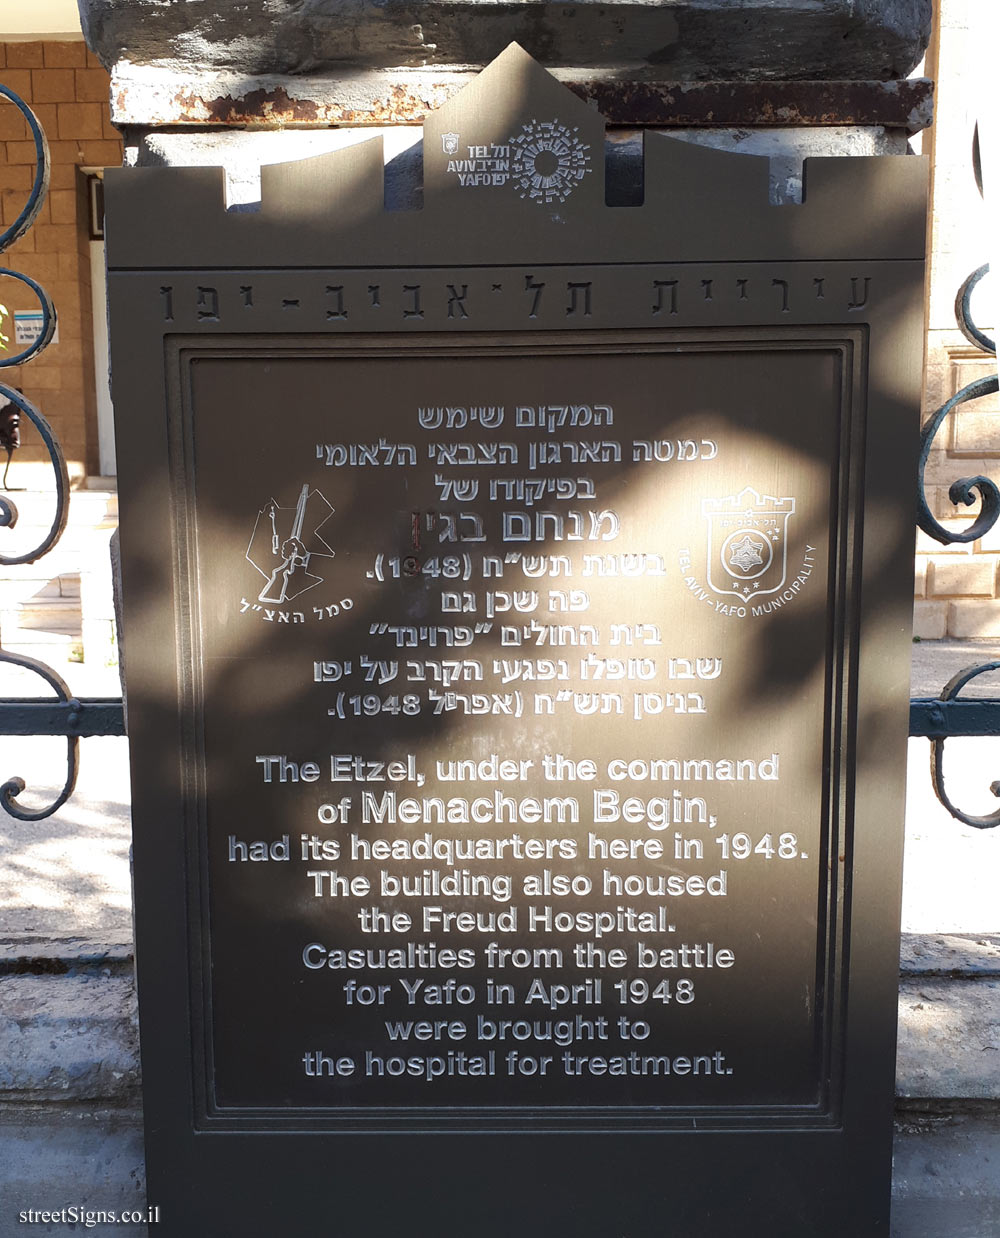 TEL
AVIV
YAFO
תל
אביב
יפו
עיריית תל־אביב-יפו
המקום שימש
כמטה הארגון הצבאי הלאומי
בפיקודו של
מנחם בגין
בשנת תש״ח (1948).
פה שכן גם
בית החולים ״פרוינד״
שבו טופלו נפגעי הקרב על יפו
בניסן תש״ח (אפריל 1948).
סמל האצ״ל
תל אביב יפו
TEL AVIV-YAFO MUNICIPALITY
The Etzel, under the command
of Menachem Begin,
had its headquarters here in 1948.
The building also housed
the Freud Hospital.
Casualties from the battle
for Yafo in April 1948
were brought to
the hospital for treatment.
streetSigns.co.il